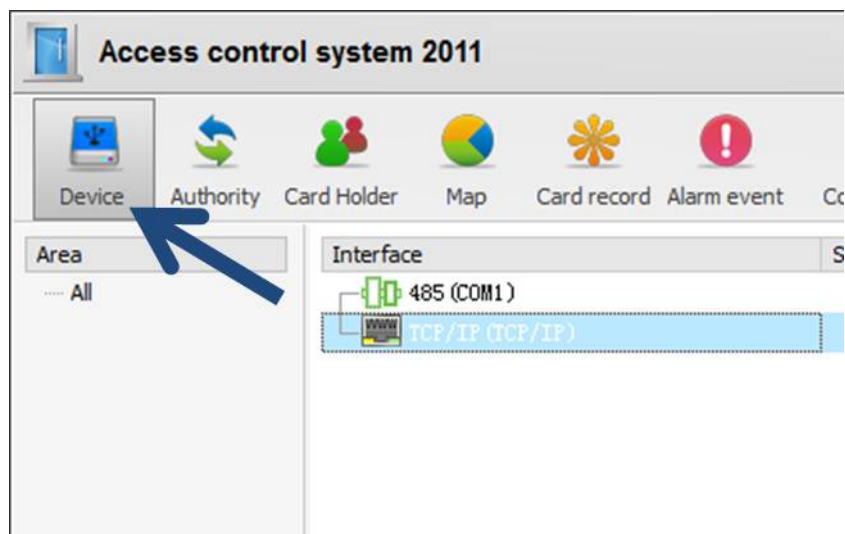 Access control system 2011
Device Authority Card Holder Map Card record Alarm event
Area Interface
All 485 (COM1)
TCP/IP (TCP/IP)